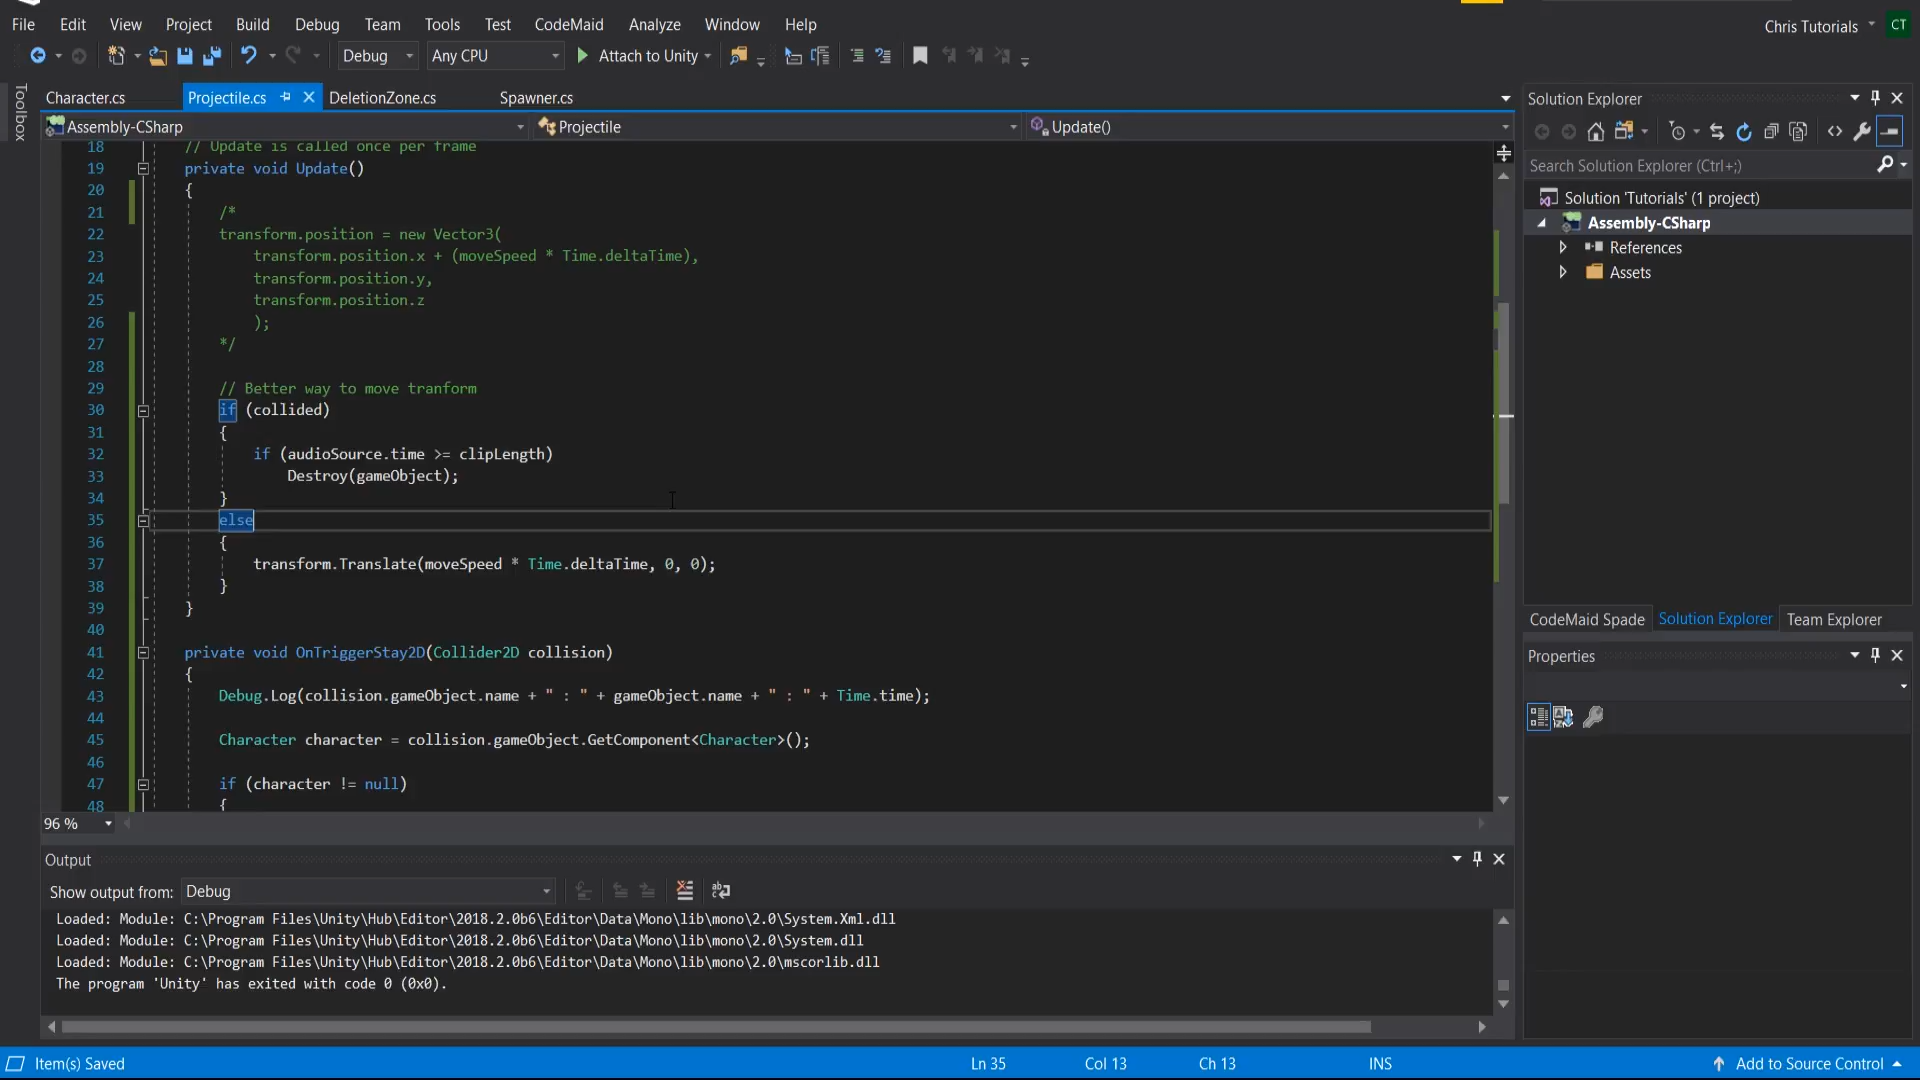 File Edit View Project Build Debug Team Tools Test CodeMaid Analyze Window Help
Chris Tutorials CT
Debug Any CPU Attach to Unity
Toolbox
Character.cs Projectile.cs DeletionZone.cs Spawner.cs
Assembly-CSharp Projectile Update()
18 // Update is called once per frame
19 private void Update()
20 {
21 /*
22 transform.position = new Vector3(
23 transform.position.x + (moveSpeed * Time.deltaTime),
24 transform.position.y,
25 transform.position.z
26 );
27 */
28
29 // Better way to move tranform
30 if (collided)
31 {
32 if (audioSource.time >= clipLength)
33 Destroy(gameObject);
34 }
35 else
36 {
37 transform.Translate(moveSpeed * Time.deltaTime, 0, 0);
38 }
39 }
40
41 private void OnTriggerStay2D(Collider2D collision)
42 {
43 Debug.Log(collision.gameObject.name + " : " + gameObject.name + " : " + Time.time);
44
45 Character character = collision.gameObject.GetComponent<Character>();
46
47 if (character != null)
48 {
96 %
Output
Show output from: Debug
Loaded: Module: C:\Program Files\Unity\Hub\Editor\2018.2.0b6\Editor\Data\Mono\lib\mono\2.0\System.Xml.dll
Loaded: Module: C:\Program Files\Unity\Hub\Editor\2018.2.0b6\Editor\Data\Mono\lib\mono\2.0\System.dll
Loaded: Module: C:\Program Files\Unity\Hub\Editor\2018.2.0b6\Editor\Data\Mono\lib\mono\2.0\mscorlib.dll
The program 'Unity' has exited with code 0 (0x0).
Solution Explorer
Search Solution Explorer (Ctrl+;)
Solution 'Tutorials' (1 project)
Assembly-CSharp
References
Assets
CodeMaid Spade Solution Explorer Team Explorer
Properties
Item(s) Saved Ln 35 Col 13 Ch 13 INS Add to Source Control